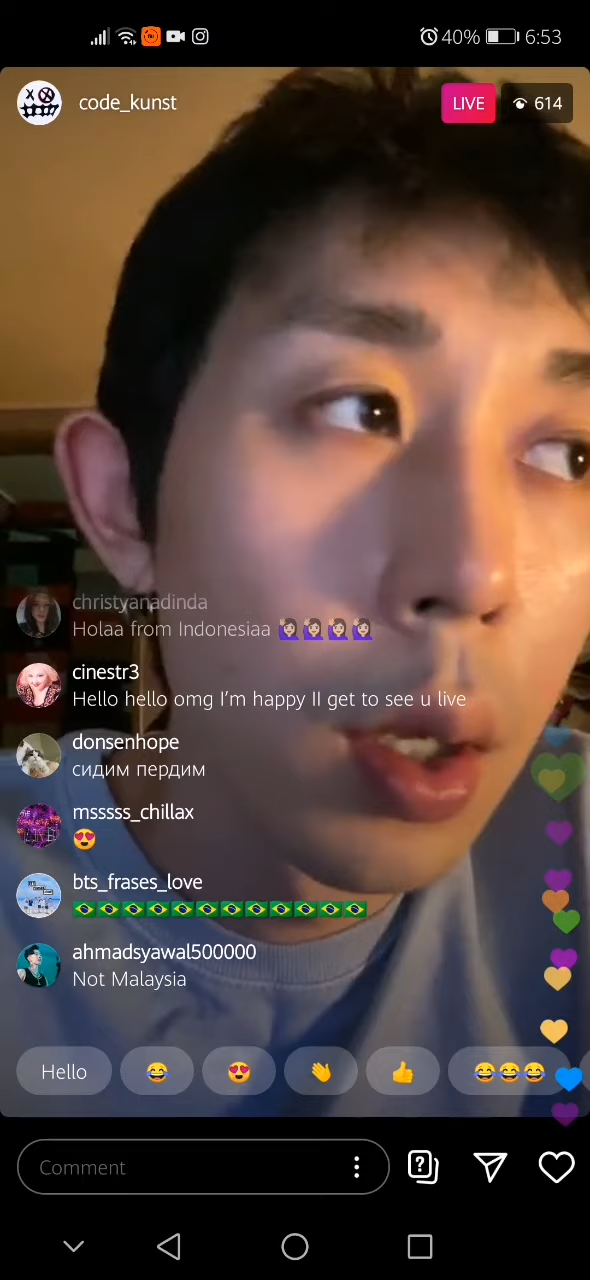 40% 6:53
code_kunst LIVE 614
christyanadinda
Holaa from Indonesiaa 🙋🏻‍♀️🙋🏻‍♀️🙋🏻‍♀️🙋🏻‍♀️
cinestr3
Hello hello omg I'm happy II get to see u live
donsenhope
сидим пердим
msssss_chillax
😍
bts_frases_love
🇧🇷🇧🇷🇧🇷🇧🇷🇧🇷🇧🇷🇧🇷🇧🇷🇧🇷🇧🇷🇧🇷🇧🇷
ahmadsyawal500000
Not Malaysia
Hello 😂 😍 👋 👍 😂😂😂
Comment